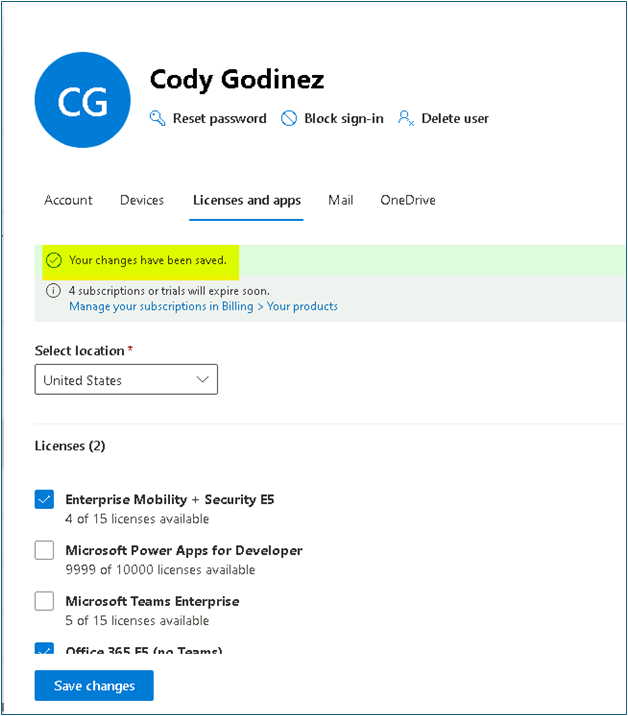 CG
Cody Godinez
Reset password Block sign-in Delete user
Account Devices Licenses and apps Mail OneDrive
Your changes have been saved.
4 subscriptions or trials will expire soon.
Manage your subscriptions in Billing > Your products
Select location *
United States
Licenses (2)
Enterprise Mobility + Security E5
4 of 15 licenses available
Microsoft Power Apps for Developer
9999 of 10000 licenses available
Microsoft Teams Enterprise
5 of 15 licenses available
Office 365 E5 (no Teams)
Save changes